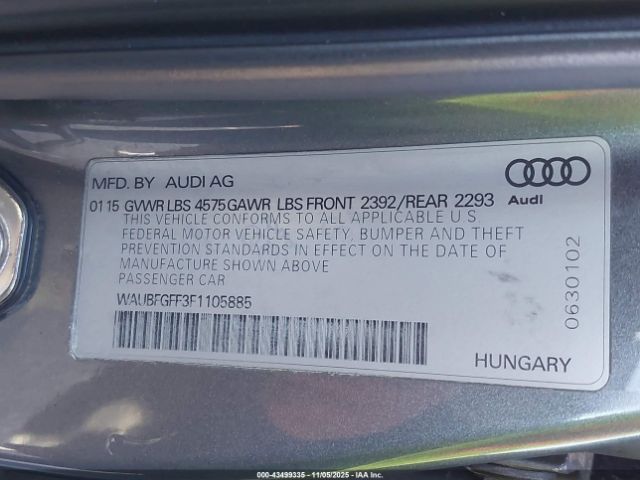 MFD. BY AUDI AG
0115 GVWR LBS 4575 GAWR LBS FRONT 2392/REAR 2293
Audi
THIS VEHICLE CONFORMS TO ALL APPLICABLE U.S.
FEDERAL MOTOR VEHICLE SAFETY, BUMPER AND THEFT
PREVENTION STANDARDS IN EFFECT ON THE DATE OF
MANUFACTURE SHOWN ABOVE
PASSENGER CAR
WAUBFGFF3F1105885
0630102
HUNGARY
000-43499335 - 11/05/2025 - IAA Inc.